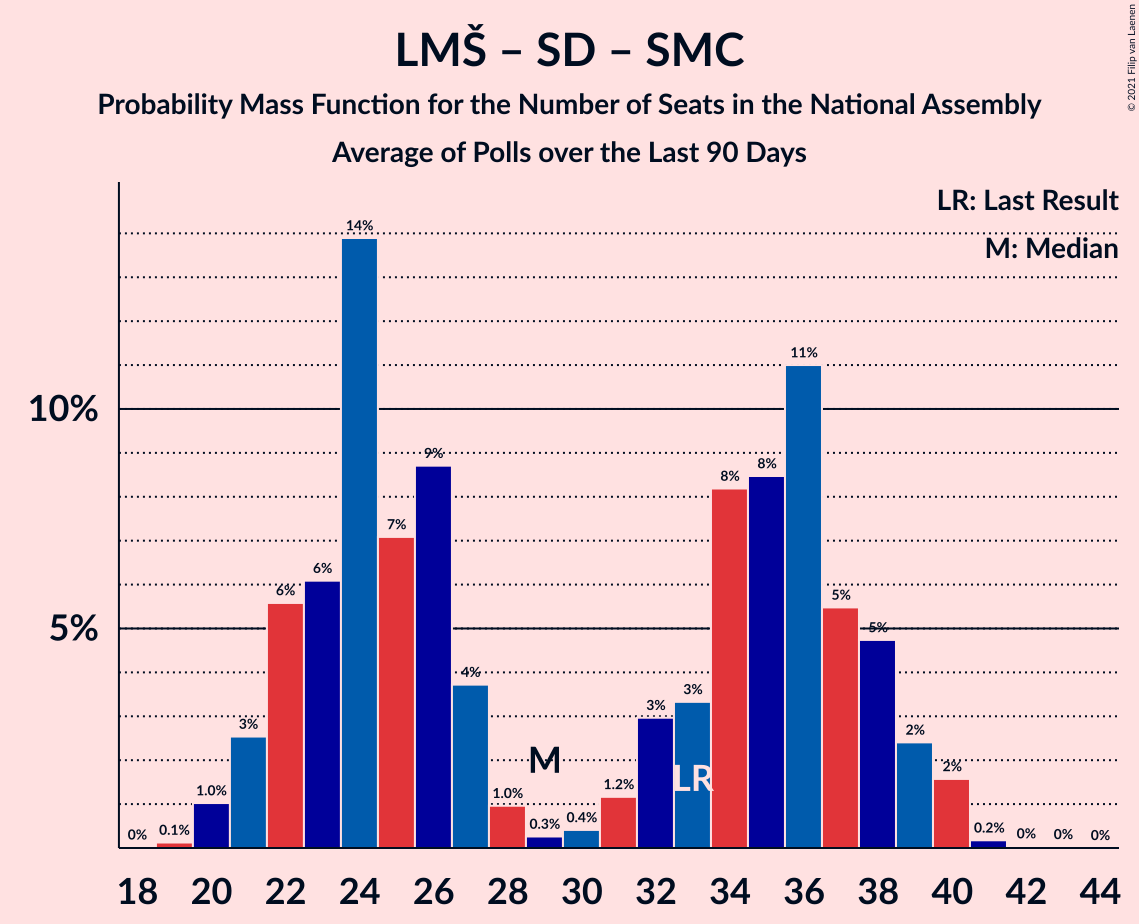 LMŠ – SD – SMC
Probability Mass Function for the Number of Seats in the National Assembly
Average of Polls over the Last 90 Days
© 2021 Filip van Laenen
LR: Last Result
M: Median
10%
5%
0% 0.1% 1.0% 3% 6% 6% 14% 7% 9% 4% 1.0% 0.3% 0.4% 1.2% 3% 3% 8% 8% 11% 5% 5% 2% 2% 0.2% 0% 0% 0%
M
LR
18 20 22 24 26 28 30 32 34 36 38 40 42 44